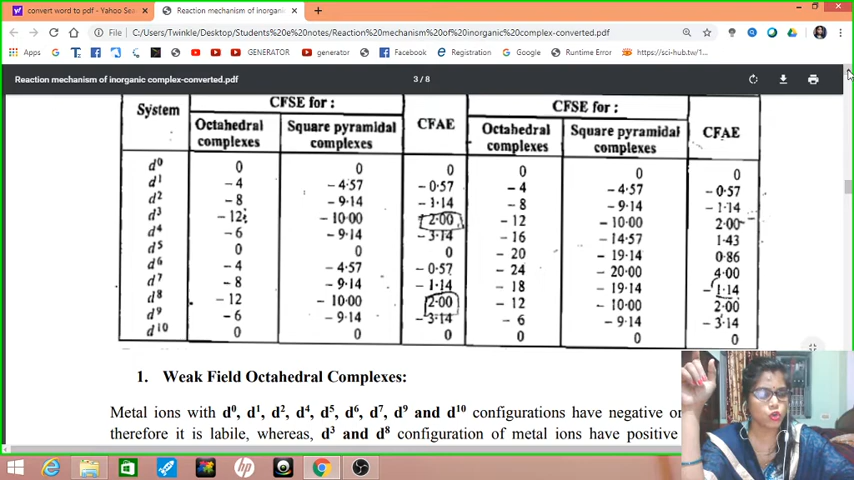 convert word to pdf - Yahoo Sear
Reaction mechanism of inorganic
File | C:/Users/Twinkle/Desktop/Students%20e%20notes/Reaction%20mechanism%20of%20inorganic%20complex-converted.pdf
Apps GENERATOR generator Facebook Registration Google Runtime Error https://sci-hub.tw/1...
Reaction mechanism of inorganic complex-converted.pdf 3 / 8
System CFSE for : CFAE CFSE for : CFAE
Octahedral complexes Square pyramidal complexes Octahedral complexes Square pyramidal complexes
d⁰ 0 0 0 0 0 0
d¹ - 4 - 4·57 - 0·57 - 4 - 4·57 - 0·57
d² - 8 - 9·14 - 1·14 - 8 - 9·14 - 1·14
d³ - 12 - 10·00 2·00 - 12 - 10·00 2·00
d⁴ - 6 - 9·14 - 3·14 - 16 - 14·57 1·43
d⁵ 0 0 0 - 20 - 19·14 0·86
d⁶ - 4 - 4·57 - 0·57 - 24 - 20·00 4·00
d⁷ - 8 - 9·14 - 1·14 - 18 - 19·14 - 1·14
d⁸ - 12 - 10·00 2·00 - 12 - 10·00 2·00
d⁹ - 6 - 9·14 - 3·14 - 6 - 9·14 - 3·14
d¹⁰ 0 0 0 0 0 0
1. Weak Field Octahedral Complexes:
Metal ions with d⁰, d¹, d², d⁴, d⁵, d⁶, d⁷, d⁹ and d¹⁰ configurations have negative or
therefore it is labile, whereas, d³ and d⁸ configuration of metal ions have positive
hp